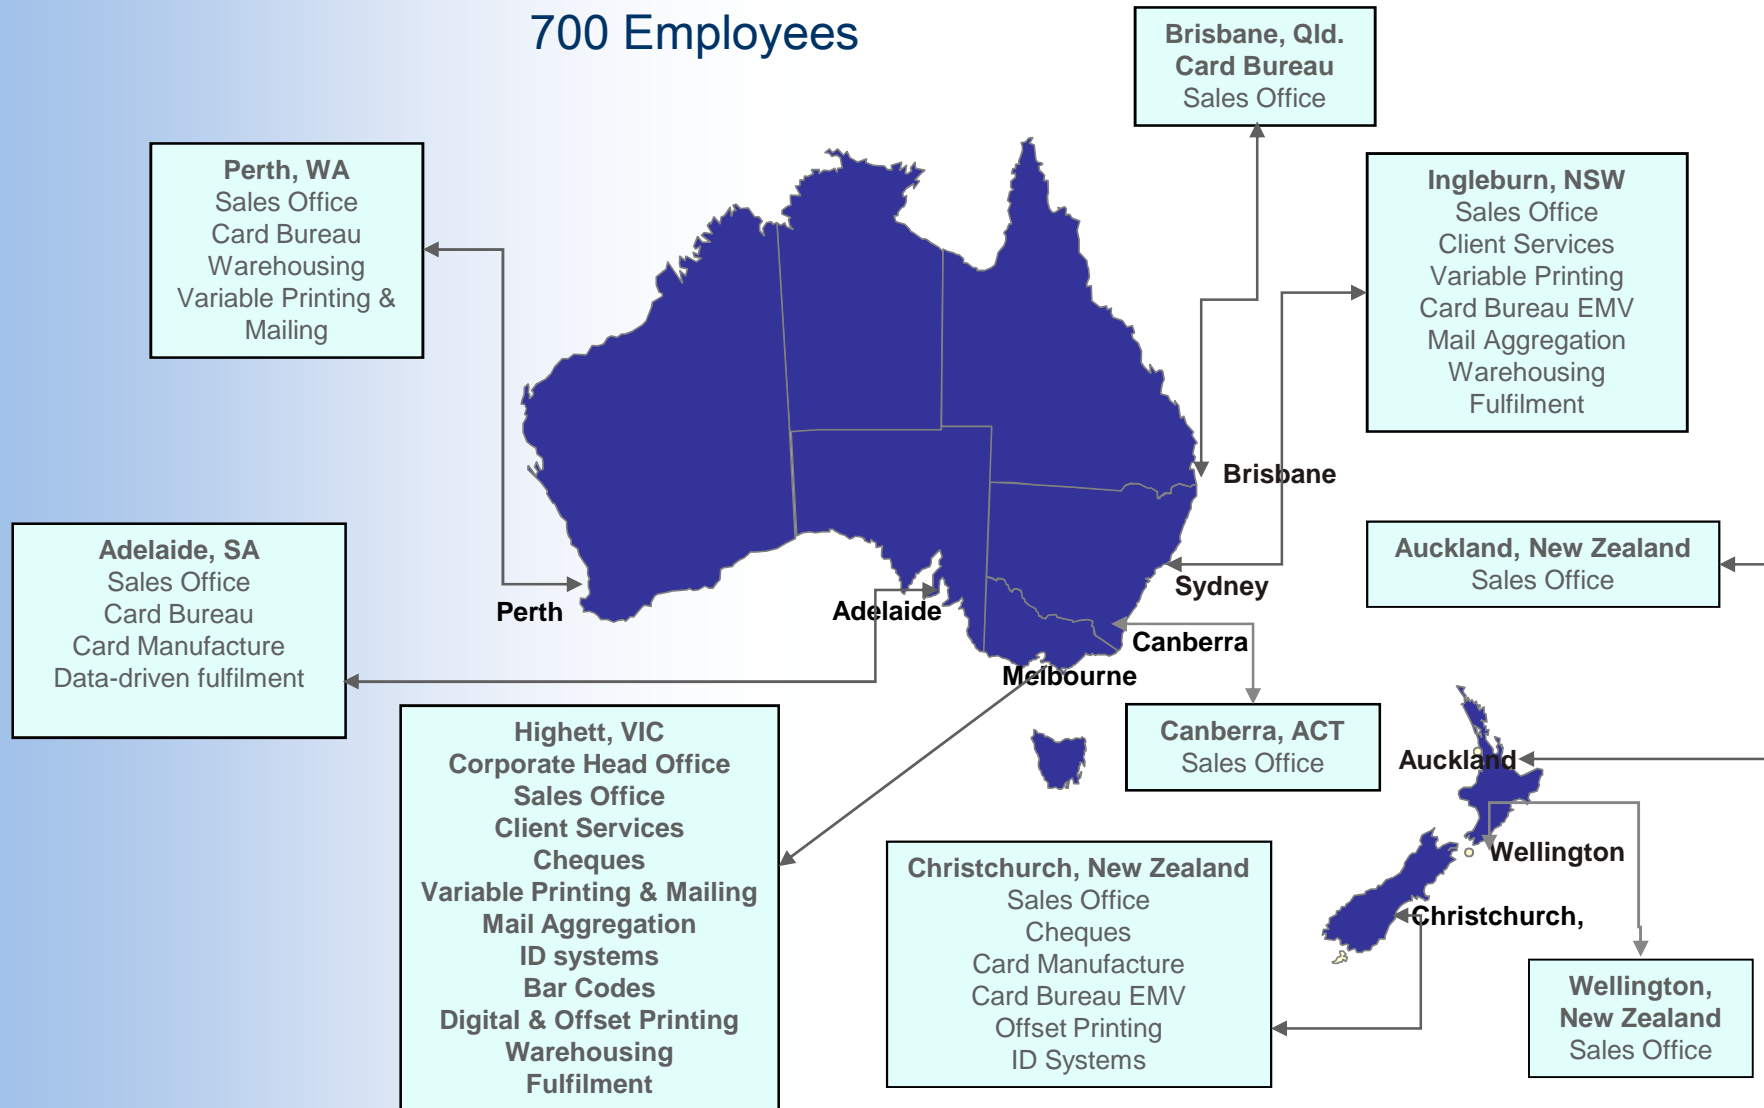 700 Employees
Brisbane, Qld.
Card Bureau
Sales Office
Perth, WA
Sales Office
Card Bureau
Warehousing
Variable Printing &
Mailing
Ingleburn, NSW
Sales Office
Client Services
Variable Printing
Card Bureau EMV
Mail Aggregation
Warehousing
Fulfilment
Brisbane
Adelaide, SA
Sales Office
Card Bureau
Card Manufacture
Data-driven fulfilment
Auckland, New Zealand
Sales Office
Perth
Adelaide
Sydney
Canberra
Melbourne
Highett, VIC
Corporate Head Office
Sales Office
Client Services
Cheques
Variable Printing & Mailing
Mail Aggregation
ID systems
Bar Codes
Digital & Offset Printing
Warehousing
Fulfilment
Canberra, ACT
Sales Office
Auckland
Wellington
Christchurch,
Christchurch, New Zealand
Sales Office
Cheques
Card Manufacture
Card Bureau EMV
Offset Printing
ID Systems
Wellington,
New Zealand
Sales Office